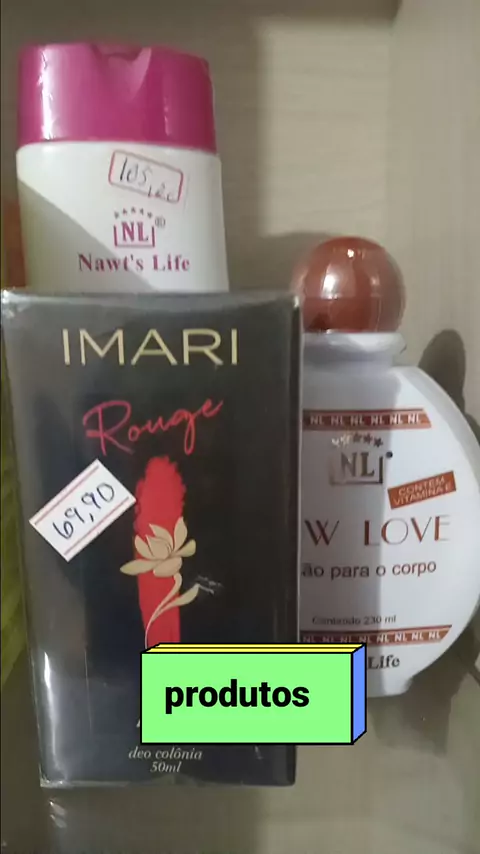 105,00
NL®
Nawt's Life
IMARI
Rouge
69,90
deo colônia
50ml
NL NL NL NL NL NL
NL
CONTÉM
VITAMINA E
W LOVE
ão para o corpo
Conteúdo 230 ml
NL NL NL NL NL NL
Life
produtos